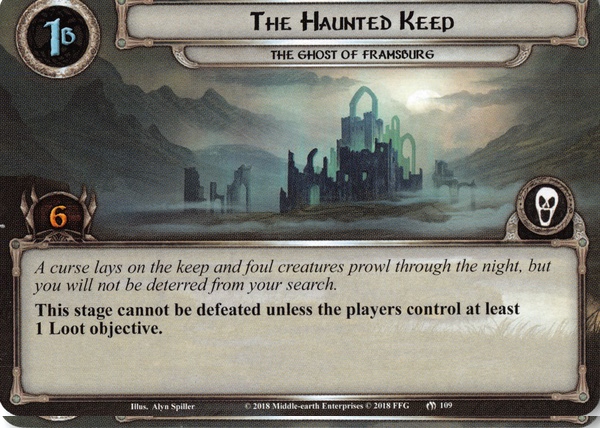 The Haunted Keep
1B
The Ghost of Framsburg
6
A curse lays on the keep and foul creatures prowl through the night, but
you will not be deterred from your search.
This stage cannot be defeated unless the players control at least
1 Loot objective.
Illus. Alyn Spiller © 2018 Middle-earth Enterprises © 2018 FFG 109